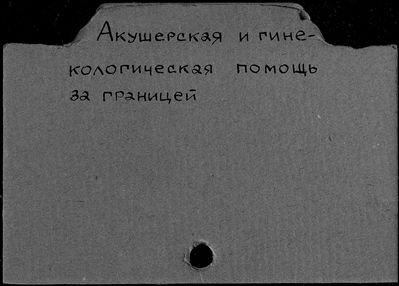 Акушерская и гине-
кологическая помощь
за границей